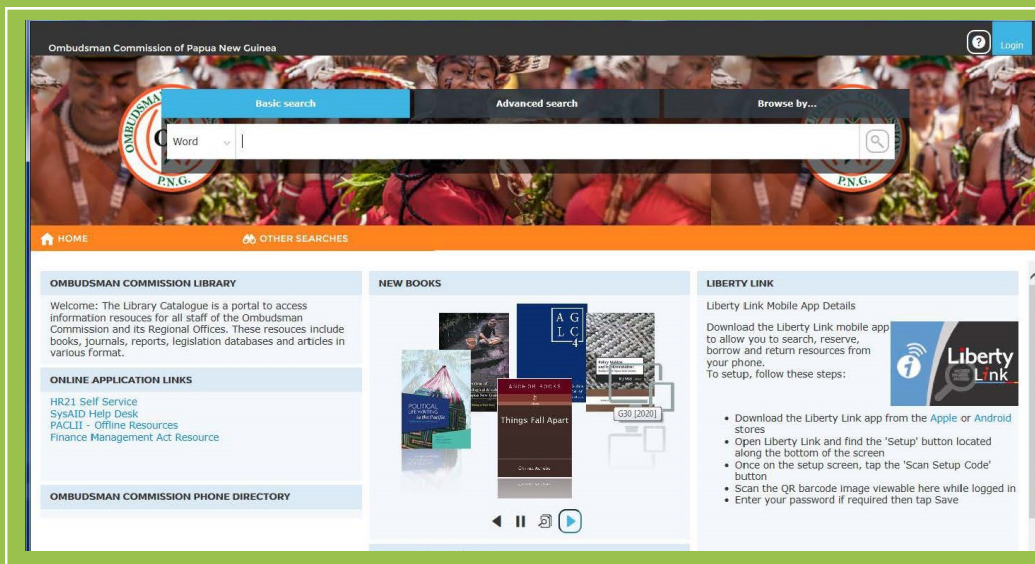 Ombudsman Commission of Papua New Guinea
Login
Basic search
Advanced search
Browse by...
Word
P.N.G.
P.N.G.
HOME
OTHER SEARCHES
OMBUDSMAN COMMISSION LIBRARY
Welcome: The Library Catalogue is a portal to access
information resouces for all staff of the Ombudsman
Commission and its Regional Offices. These resouces include
books, journals, reports, legislation databases and articles in
various format.
ONLINE APPLICATION LINKS
HR21 Self Service
SysAID Help Desk
PACLII - Offline Resources
Finance Management Act Resource
OMBUDSMAN COMMISSION PHONE DIRECTORY
NEW BOOKS
A G
L C
4
POLITICAL
LIFE WRITING
in the Pacific
ANCHOR BOOKS
Things Fall Apart
G30 [2020]
LIBERTY LINK
Liberty Link Mobile App Details
Download the Liberty Link mobile app
to allow you to search, reserve,
borrow and return resources from
your phone.
To setup, follow these steps:
Liberty
Link
• Download the Liberty Link app from the Apple or Android
stores
• Open Liberty Link and find the 'Setup' button located
along the bottom of the screen
• Once on the setup screen, tap the 'Scan Setup Code'
button
• Scan the QR barcode image viewable here while logged in
• Enter your password if required then tap Save